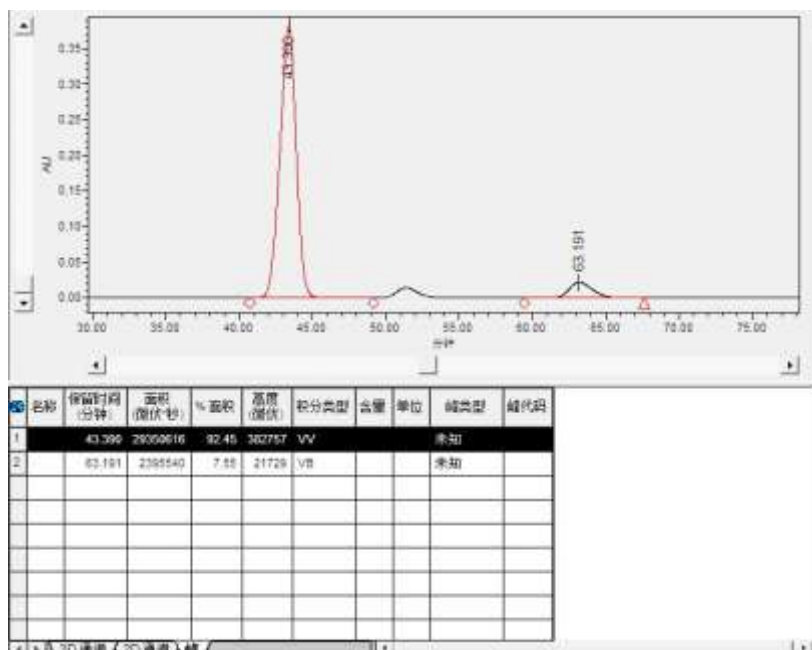 0.35
0.30
0.25
0.20
0.15
0.10
0.05
0.00
AU
43.390
63.191
30.00 35.00 40.00 45.00 50.00 55.00 60.00 65.00 70.00 75.00
分钟
名称 保留时间 (分钟) 面积 (微伏*秒) % 面积 高度 (微伏) 积分类型 含量 单位 峰类型 峰代码
1 43.390 29350616 92.45 382757 VV 未知
2 63.191 2395540 7.55 21729 VB 未知
2D 通道 峰